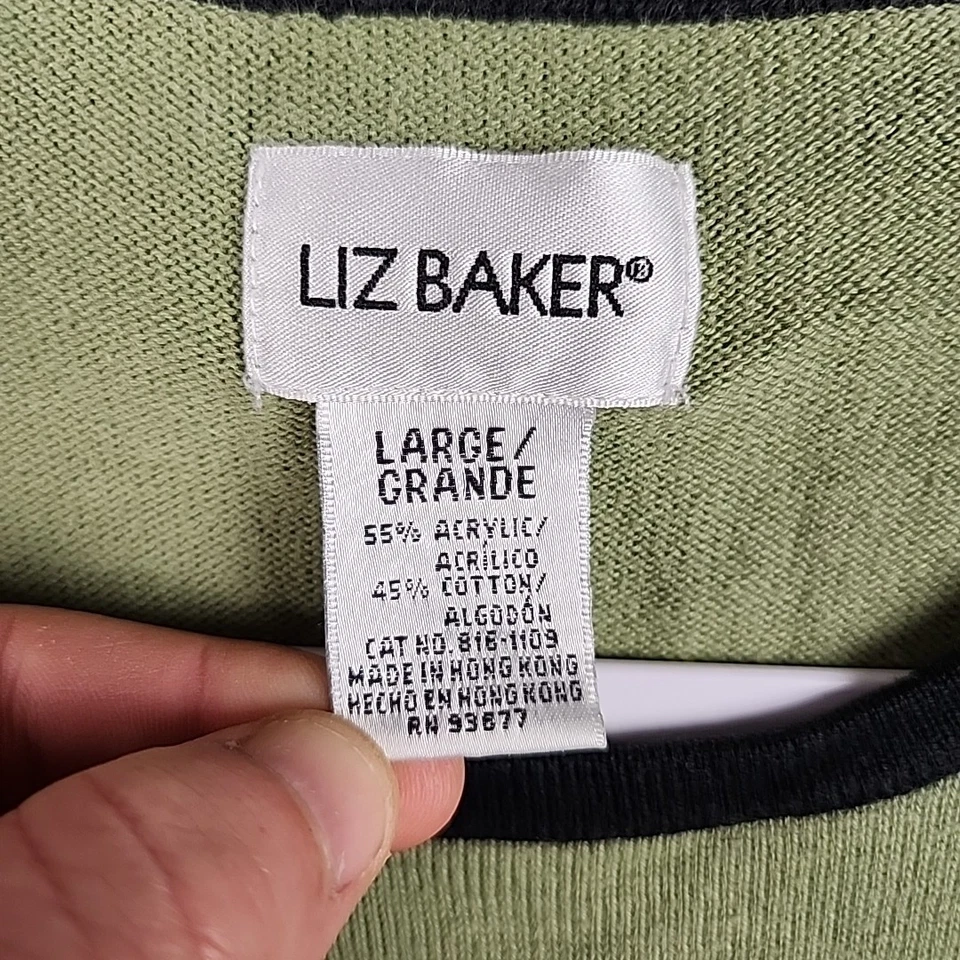 LIZ BAKER®
LARGE/
GRANDE
55% ACRYLIC/
ACRÍLICO
45% COTTON/
ALGODÓN
CAT NO. 816-1109
MADE IN HONG KONG
HECHO EN HONG KONG
RN 93677